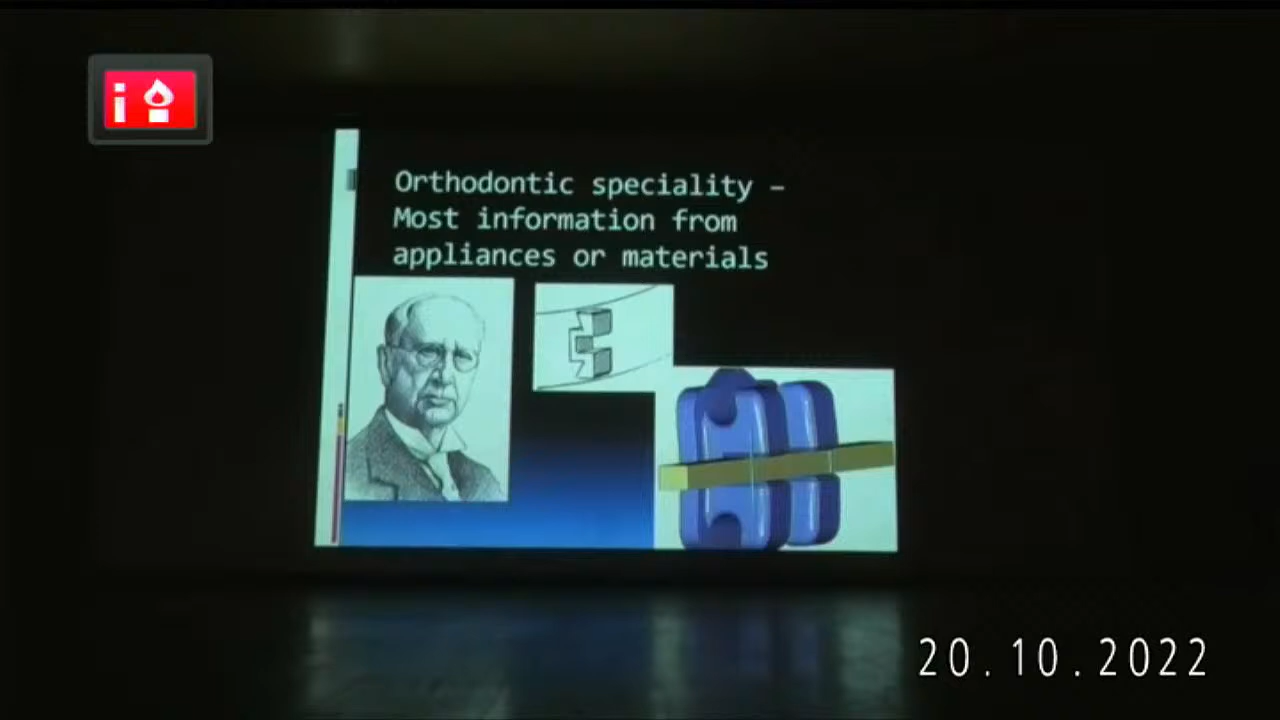 i
Orthodontic speciality –
Most information from
appliances or materials
20.10.2022